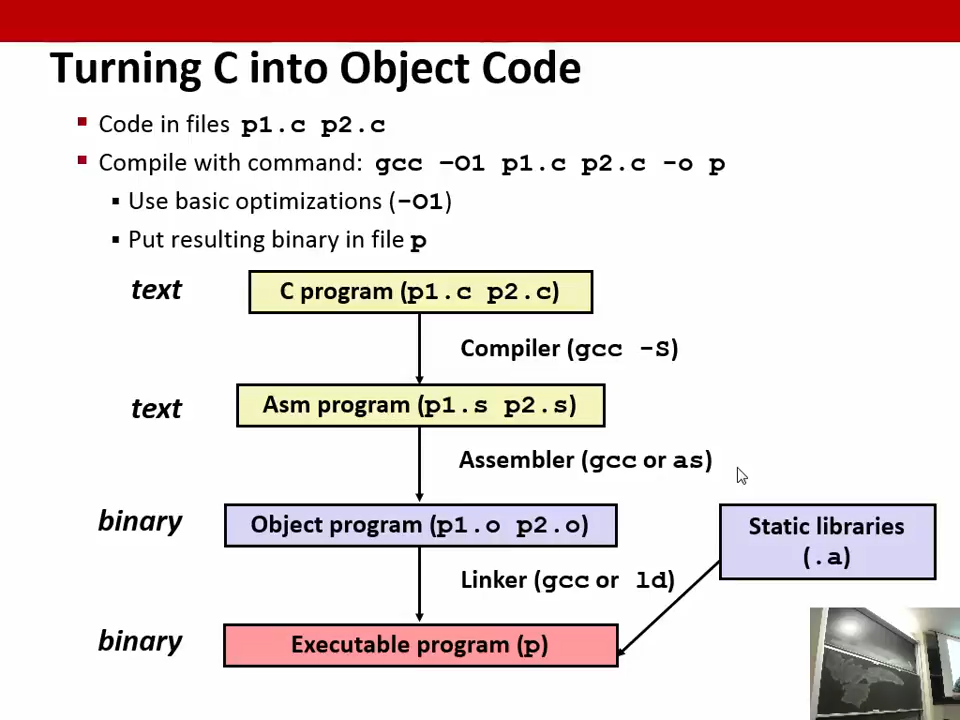 Turning C into Object Code
Code in files p1.c p2.c
Compile with command: gcc –O1 p1.c p2.c -o p
Use basic optimizations (-O1)
Put resulting binary in file p
text
C program (p1.c p2.c)
Compiler (gcc -S)
text
Asm program (p1.s p2.s)
Assembler (gcc or as)
binary
Object program (p1.o p2.o)
Static libraries
(.a)
Linker (gcc or ld)
binary
Executable program (p)